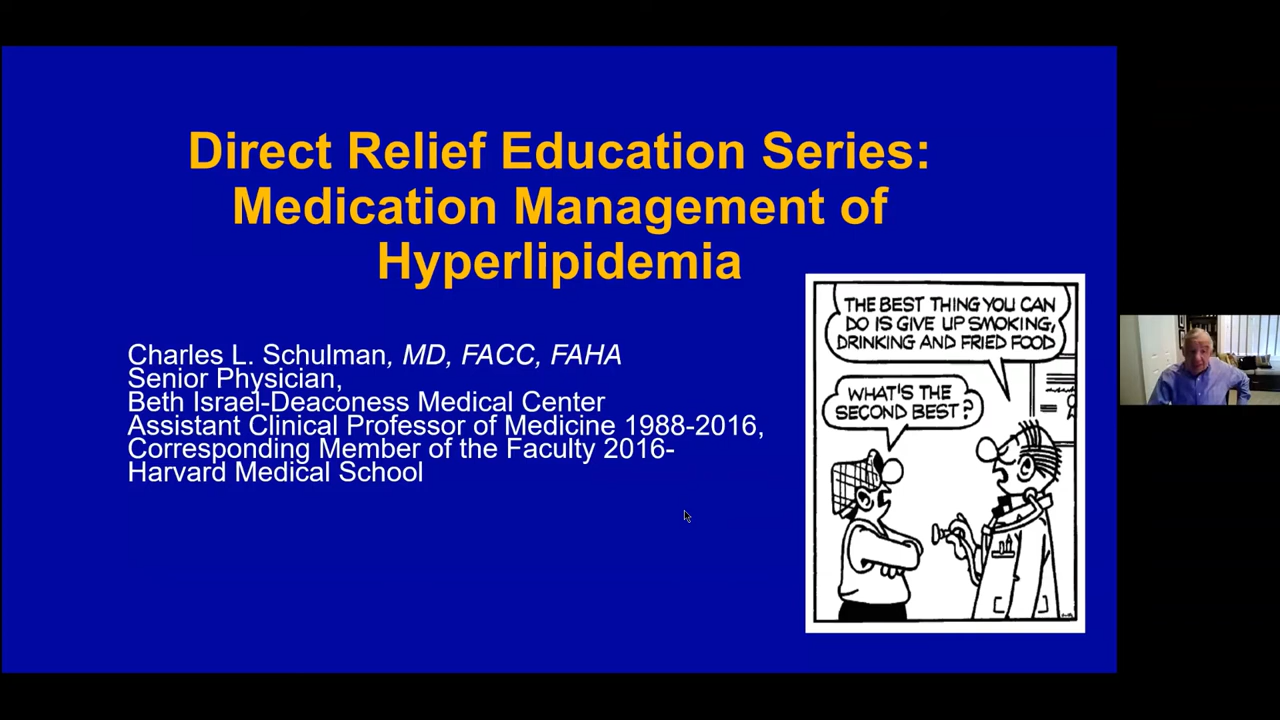 Direct Relief Education Series:
Medication Management of
Hyperlipidemia
Charles L. Schulman, MD, FACC, FAHA
Senior Physician,
Beth Israel-Deaconess Medical Center
Assistant Clinical Professor of Medicine 1988-2016,
Corresponding Member of the Faculty 2016-
Harvard Medical School
THE BEST THING YOU CAN
DO IS GIVE UP SMOKING,
DRINKING AND FRIED FOOD
WHAT'S THE
SECOND BEST?